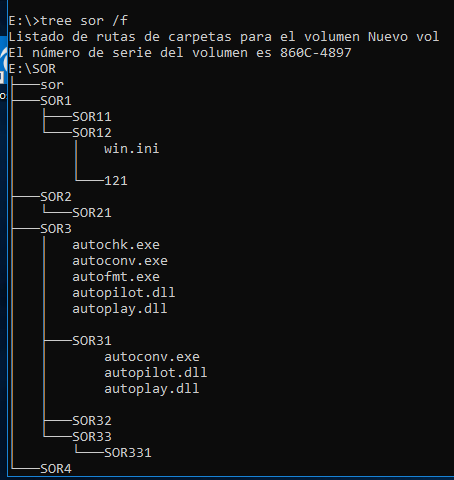 E:\>tree sor /f
Listado de rutas de carpetas para el volumen Nuevo vol
El número de serie del volumen es 860C-4897
E:\SOR
├───sor
├───SOR1
│   ├───SOR11
│   └───SOR12
│       │   win.ini
│       │
│       └───121
├───SOR2
│   └───SOR21
├───SOR3
│   │   autochk.exe
│   │   autoconv.exe
│   │   autofmt.exe
│   │   autopilot.dll
│   │   autoplay.dll
│   │
│   ├───SOR31
│   │       autoconv.exe
│   │       autopilot.dll
│   │       autoplay.dll
│   │
│   ├───SOR32
│   └───SOR33
│       └───SOR331
└───SOR4